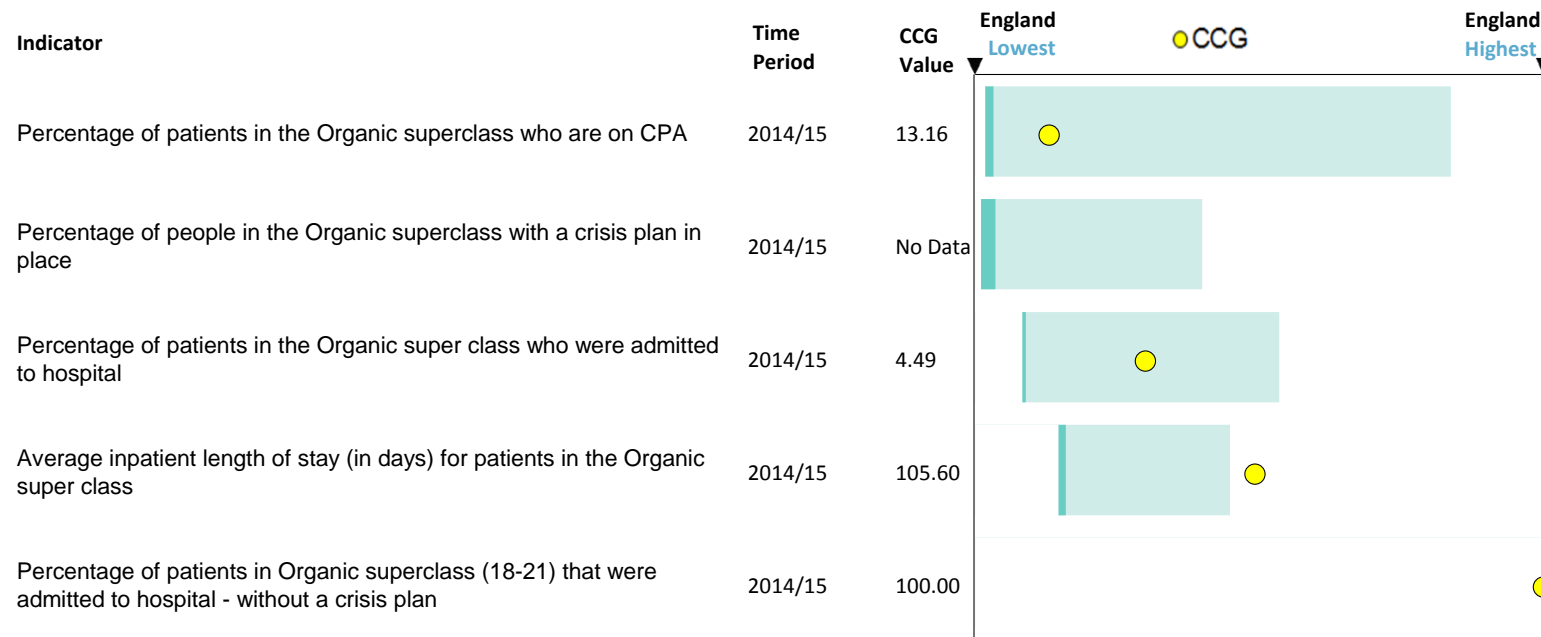 Indicator
Time
Period
CCG
Value
England
Lowest
CCG
England
Highest
Percentage of patients in the Organic superclass who are on CPA
2014/15
13.16
Percentage of people in the Organic superclass with a crisis plan in
place
2014/15
No Data
Percentage of patients in the Organic super class who were admitted
to hospital
2014/15
4.49
Average inpatient length of stay (in days) for patients in the Organic
super class
2014/15
105.60
Percentage of patients in Organic superclass (18-21) that were
admitted to hospital - without a crisis plan
2014/15
100.00